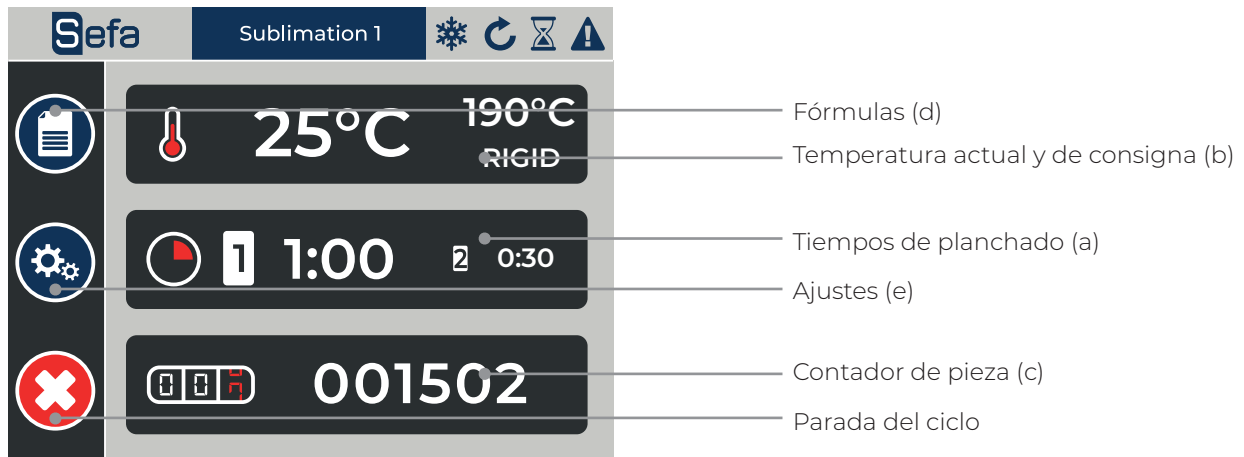 Sefa
Sublimation 1
25°C
190°C
RIGID
1 1:00
2 0:30
001502
Fórmulas (d)
Temperatura actual y de consigna (b)
Tiempos de planchado (a)
Ajustes (e)
Contador de pieza (c)
Parada del ciclo